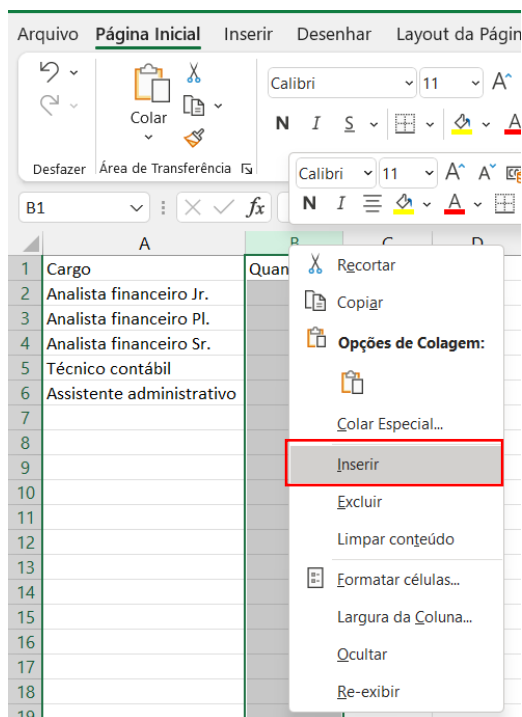 Arquivo Página Inicial Inserir Desenhar Layout da Págin
Colar
Calibri 11 A
N I S A
Desfazer Área de Transferência
Calibri 11 A A
N I A
B1 fx
A B C D
1 Cargo Quan
2 Analista financeiro Jr.
3 Analista financeiro Pl.
4 Analista financeiro Sr.
5 Técnico contábil
6 Assistente administrativo
7
8
9
10
11
12
13
14
15
16
17
18
19
Recortar
Copiar
Opções de Colagem:
Colar Especial...
Inserir
Excluir
Limpar conteúdo
Formatar células...
Largura da Coluna...
Ocultar
Re-exibir